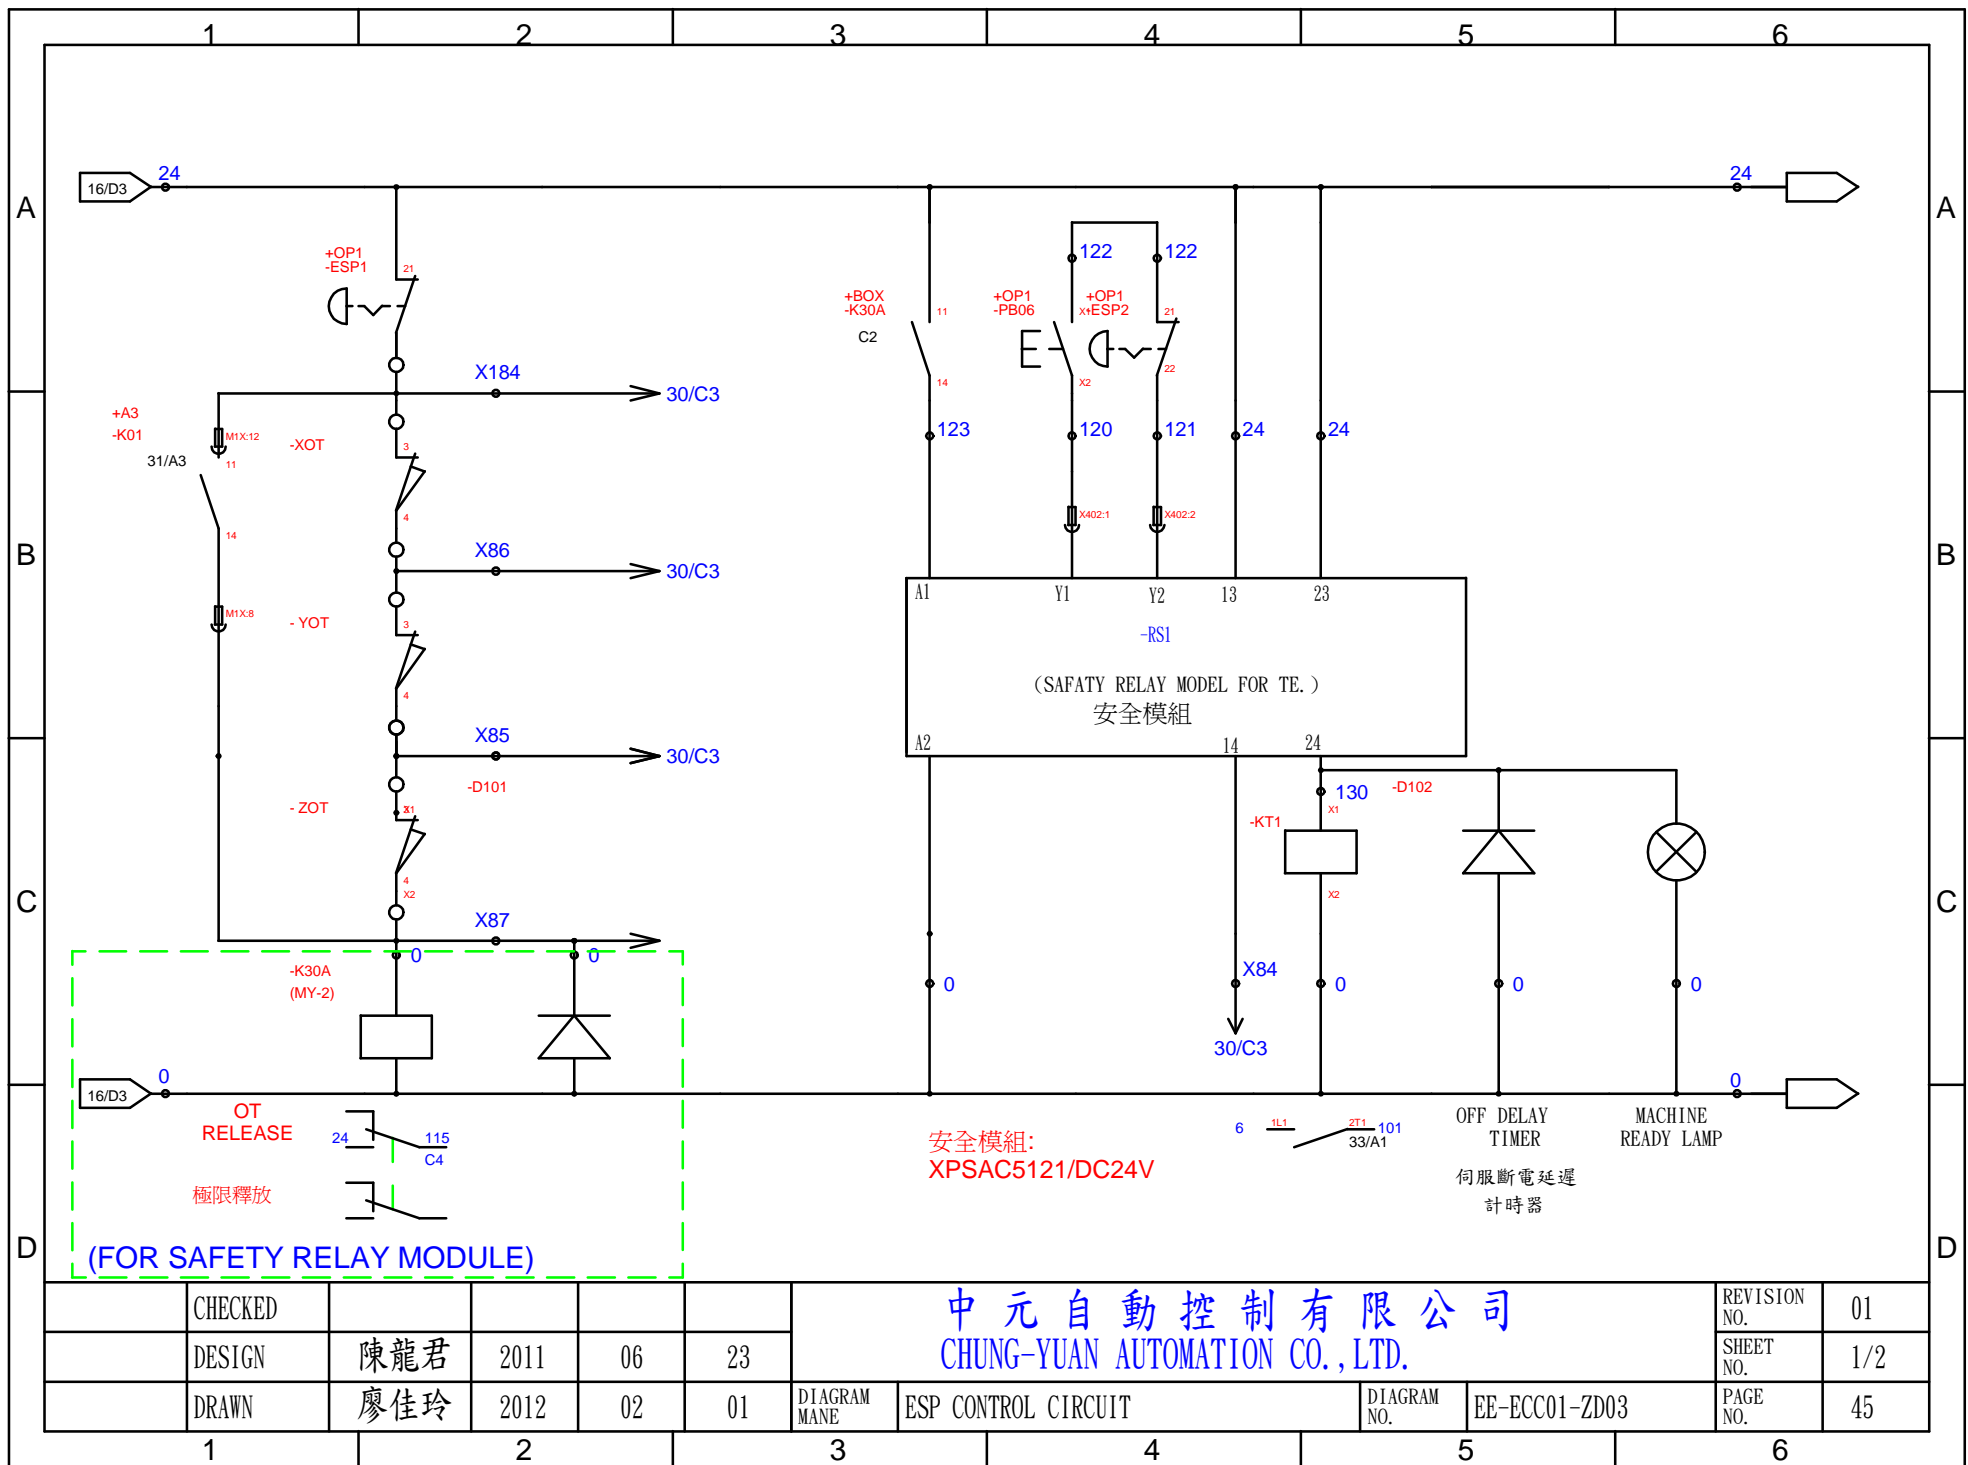 1 2 3 4 5 6
A
A
16/D3 24
24
+OP1
-ESP1
21
122 122
+BOX
-K30A
C2
11
14
+OP1
-PB06
X1
X2
+OP1
-ESP2
21
22
X184
30/C3
+A3
-K01
31/A3
M1X:12
11
14
-XOT
3
4
123
120
121
24
24
X402:1
X402:2
B
B
X86
30/C3
M1X:8
- YOT
3
4
A1 Y1 Y2 13 23
-RS1
(SAFATY RELAY MODEL FOR TE.)
安全模組
A2 14 24
X85
30/C3
-D101
- ZOT
X1
4
X2
130
-D102
-KT1
X1
X2
C
C
X87
0
0
-K30A
(MY-2)
0
X84
0
0
0
30/C3
16/D3 0
0
OT
RELEASE
24
115
C4
極限釋放
(FOR SAFETY RELAY MODULE)
安全模組:
XPSAC5121/DC24V
6 1L1 2T1 101
33/A1
OFF DELAY
TIMER
伺服斷電延遲
計時器
MACHINE
READY LAMP
D
D
CHECKED
DESIGN 陳龍君 2011 06 23
DRAWN 廖佳玲 2012 02 01
中元自動控制有限公司
CHUNG-YUAN AUTOMATION CO.,LTD.
DIAGRAM
MANE
ESP CONTROL CIRCUIT
DIAGRAM
NO.
EE-ECC01-ZD03
REVISION
NO.
01
SHEET
NO.
1/2
PAGE
NO.
45
1 2 3 4 5 6